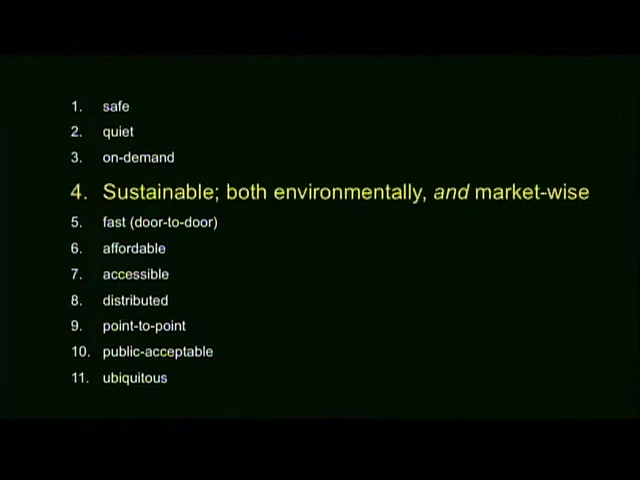 1. safe
2. quiet
3. on-demand
4. Sustainable; both environmentally, and market-wise
5. fast (door-to-door)
6. affordable
7. accessible
8. distributed
9. point-to-point
10. public-acceptable
11. ubiquitous